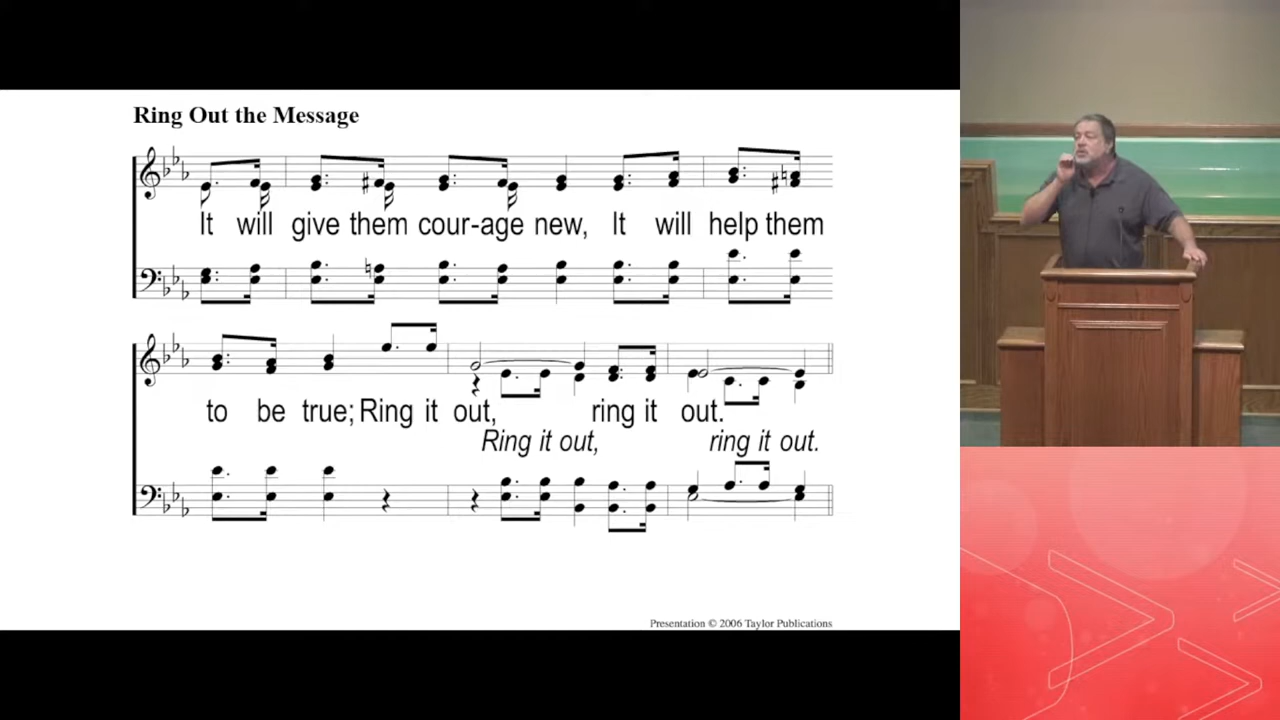 Ring Out the Message
It will give them cour-age new, It will help them
to be true; Ring it out, ring it out.
Ring it out, ring it out.
Presentation © 2006 Taylor Publications